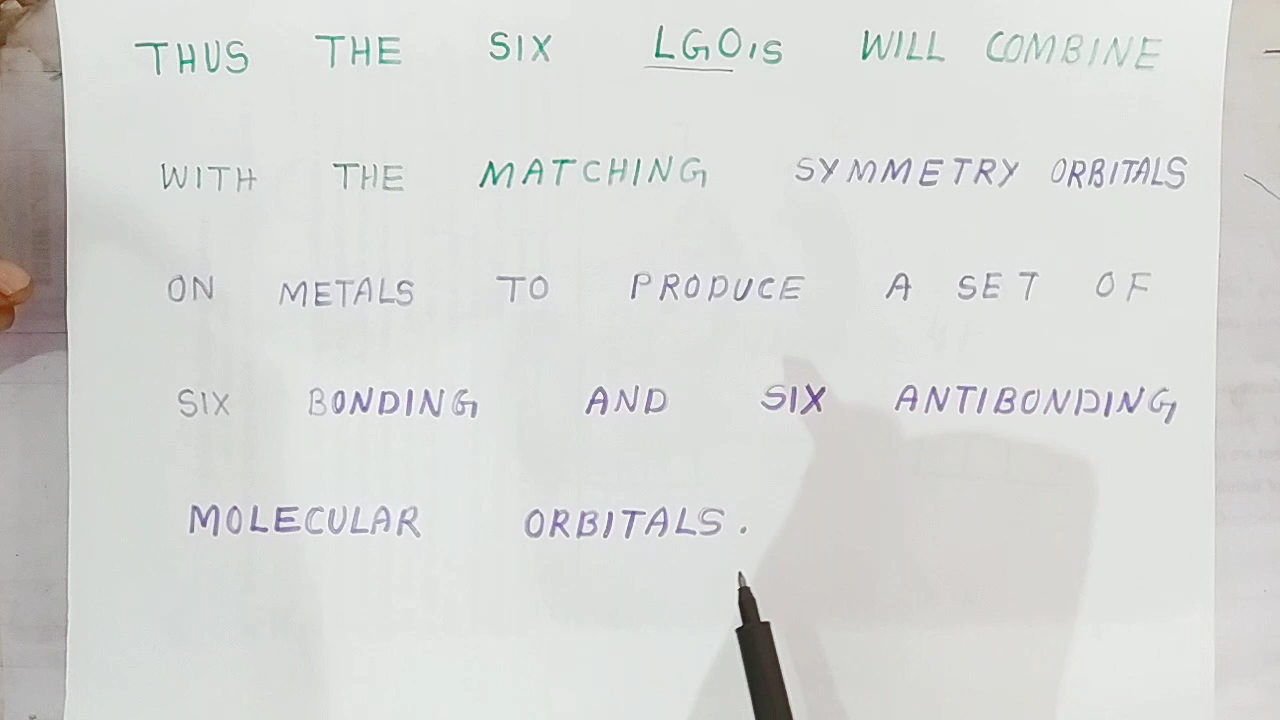 THUS THE SIX LGO's WILL COMBINE
WITH THE MATCHING SYMMETRY ORBITALS
ON METALS TO PRODUCE A SET OF
SIX BONDING AND SIX ANTIBONDING
MOLECULAR ORBITALS.